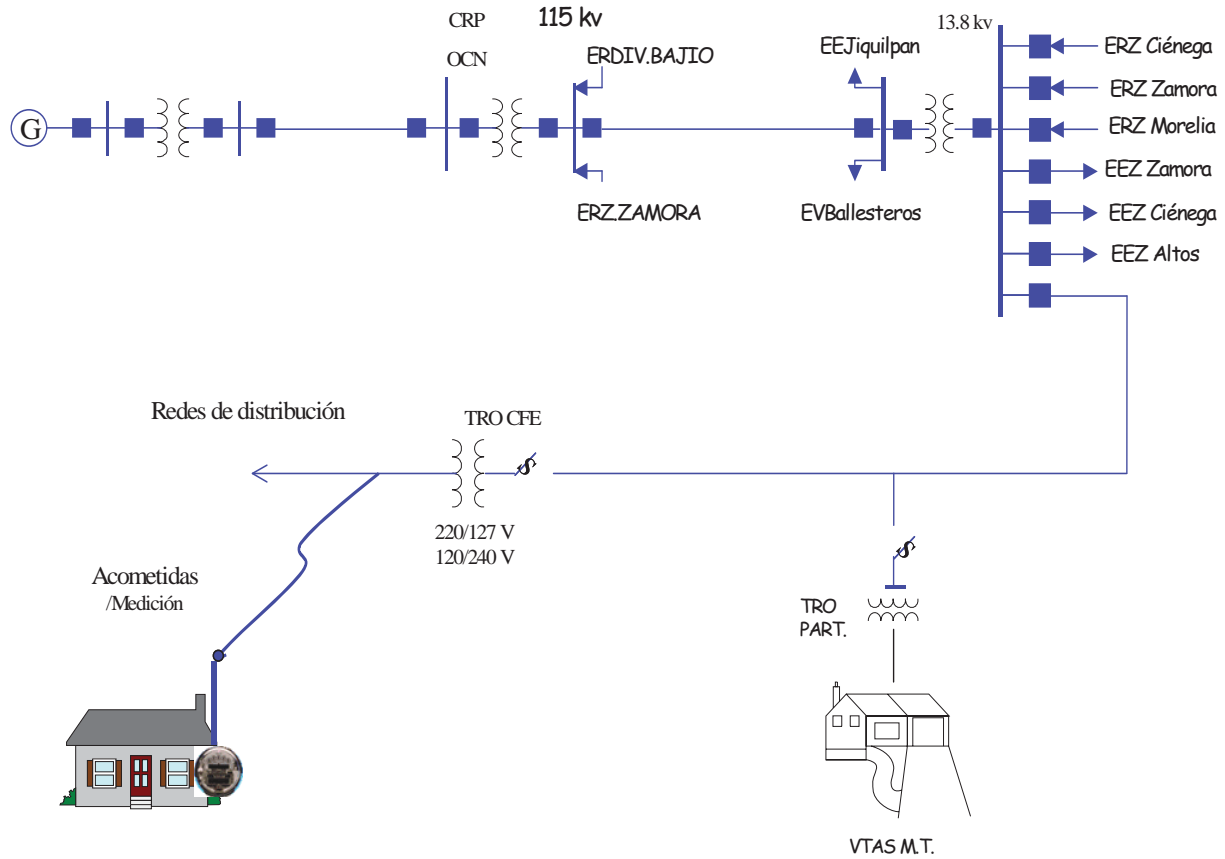 CRP
OCN
115 kv
ERDIV.BAJIO
ERZ.ZAMORA
EEJiquilpan
EVBallesteros
13.8 kv
ERZ Ciénega
ERZ Zamora
ERZ Morelia
EEZ Zamora
EEZ Ciénega
EEZ Altos
G
Redes de distribución
TRO CFE
S
220/127 V
120/240 V
S
Acometidas
/Medición
TRO
PART.
VTAS M.T.